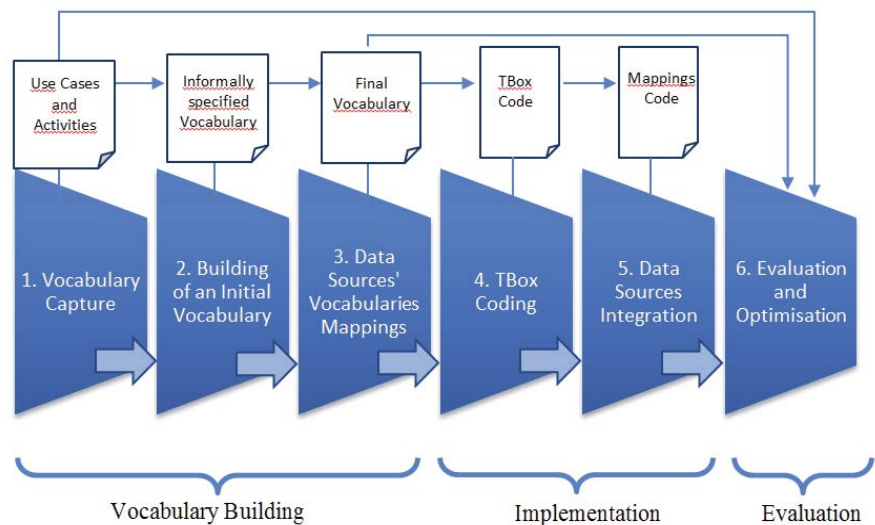 Use Cases
and
Activities
Informally
specified
Vocabulary
Final
Vocabulary
TBox
Code
Mappings
Code
1. Vocabulary
Capture
2. Building
of an Initial
Vocabulary
3. Data
Sources'
Vocabularies
Mappings
4. TBox
Coding
5. Data
Sources
Integration
6. Evaluation
and
Optimisation
Vocabulary Building
Implementation
Evaluation